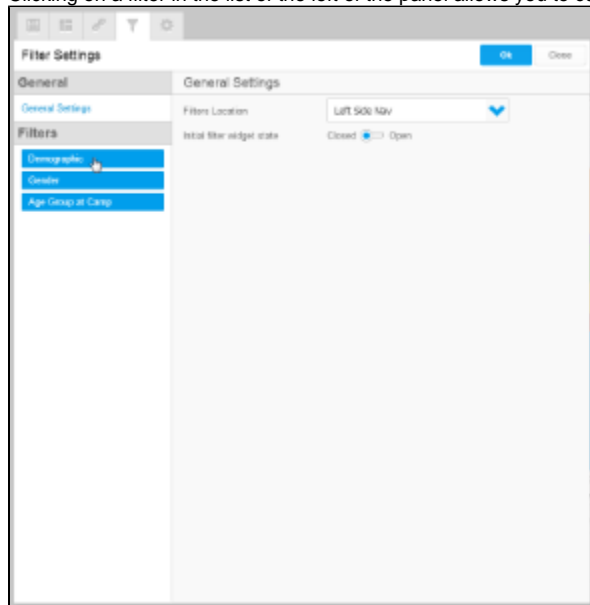 Clicking on a filter in the list of the left of the panel allows you to
Filter Settings
Ok
Close
General
General Settings
General Settings
Filters Location
Left Side Nav
Filters
Initial filter widget state
Closed
Open
Demographic
Gender
Age Group at Camp